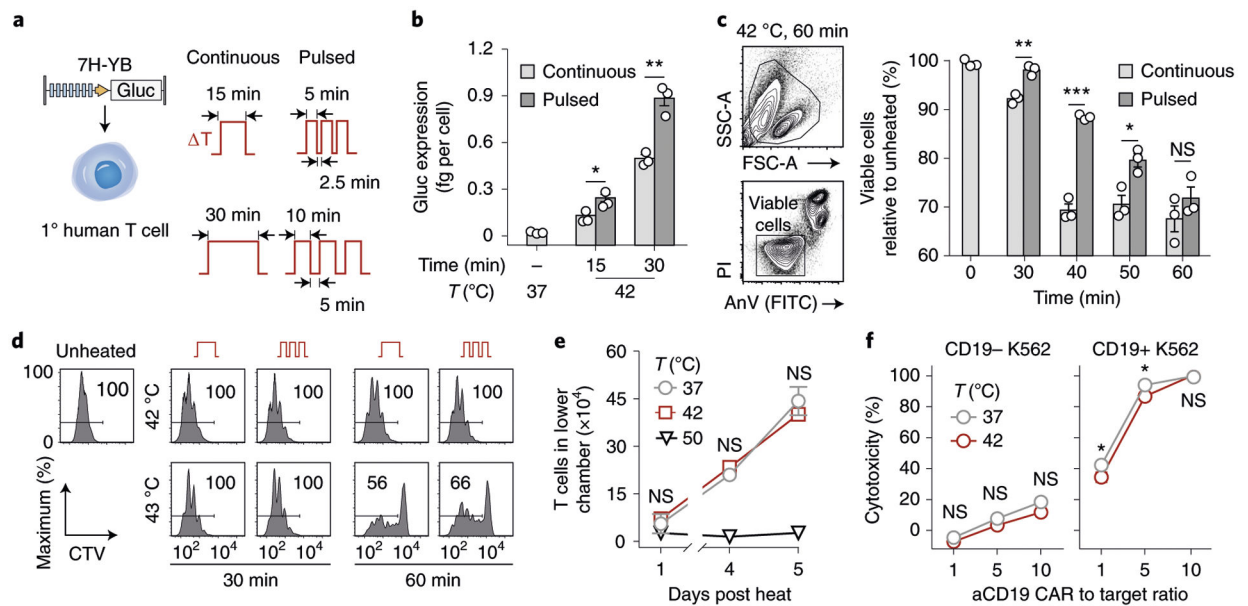 a
7H-YB
Gluc
1° human T cell
Continuous
Pulsed
15 min
5 min
ΔT
2.5 min
30 min
10 min
5 min
b
Gluc expression
(fg per cell)
1.2
0.9
0.6
0.3
0
Continuous
Pulsed
*
**
Time (min)
–
15
30
T (°C)
37
42
c
42 °C, 60 min
SSC-A
FSC-A
Viable
cells
PI
AnV (FITC)
Viable cells
relative to unheated (%)
100
90
80
70
60
**
***
*
NS
Continuous
Pulsed
0
30
40
50
60
Time (min)
d
Unheated
100
0
100
42 °C
100
100
100
100
43 °C
100
100
56
66
Maximum (%)
CTV
10² 10⁴
10² 10⁴
10² 10⁴
10² 10⁴
30 min
60 min
e
T cells in lower
chamber (×10⁴)
60
45
30
15
0
T (°C)
37
42
50
NS
NS
NS
1
4
5
Days post heat
f
CD19– K562
CD19+ K562
Cytotoxicity (%)
100
80
60
40
20
0
T (°C)
37
42
NS
NS
NS
*
*
NS
1
5
10
1
5
10
aCD19 CAR to target ratio